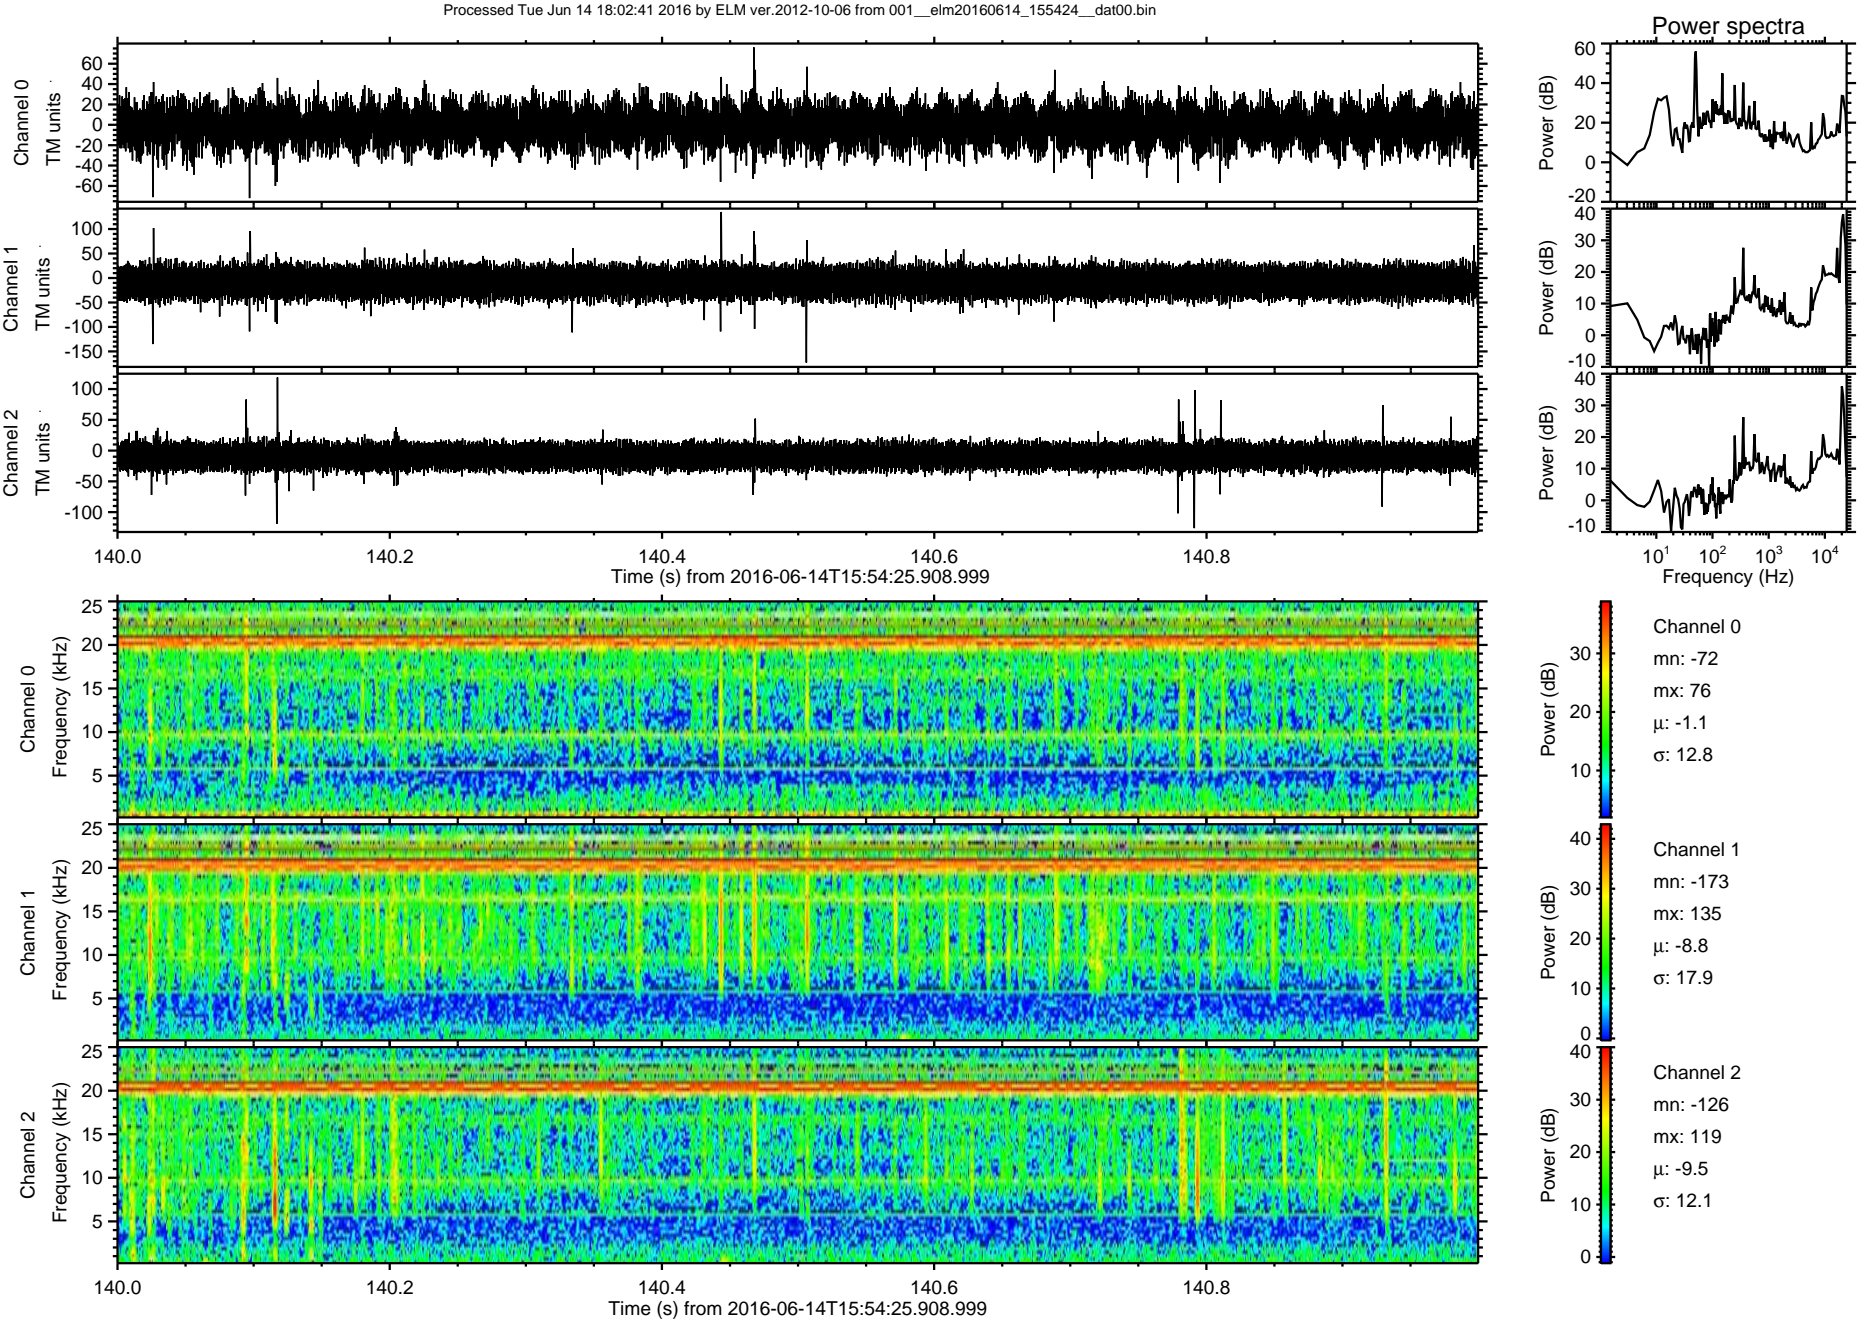 Processed Tue Jun 14 18:02:41 2016 by ELM ver.2012-10-06 from 001__elm20160614_155424__dat00.bin
Power spectra
Channel 0
TM units
60
40
20
0
-20
-40
-60
Power (dB)
60
40
20
0
-20
Channel 1
TM units
100
50
0
-50
-100
-150
Power (dB)
40
30
20
10
0
-10
Channel 2
TM units
100
50
0
-50
-100
Power (dB)
40
30
20
10
0
-10
140.0 140.2 140.4 140.6 140.8
Time (s) from 2016-06-14T15:54:25.908.999
10¹ 10² 10³ 10⁴
Frequency (Hz)
Channel 0
Frequency (kHz)
25
20
15
10
5
Power (dB)
30
20
10
Channel 0
mn: -72
mx: 76
µ: -1.1
σ: 12.8
Channel 1
Frequency (kHz)
25
20
15
10
5
Power (dB)
40
30
20
10
0
Channel 1
mn: -173
mx: 135
µ: -8.8
σ: 17.9
Channel 2
Frequency (kHz)
25
20
15
10
5
Power (dB)
40
30
20
10
0
Channel 2
mn: -126
mx: 119
µ: -9.5
σ: 12.1
140.0 140.2 140.4 140.6 140.8
Time (s) from 2016-06-14T15:54:25.908.999